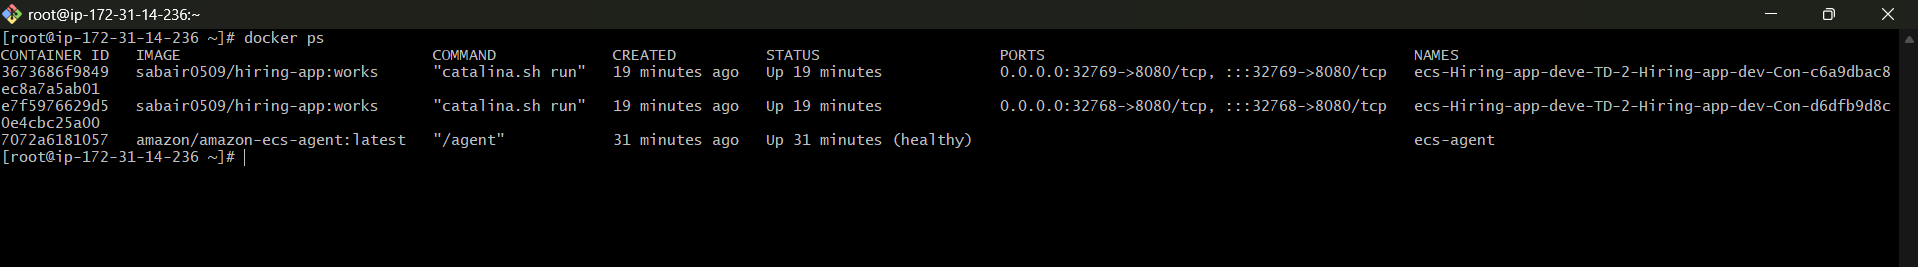 root@ip-172-31-14-236:~
[root@ip-172-31-14-236 ~]# docker ps
CONTAINER ID   IMAGE                            COMMAND             CREATED          STATUS                    PORTS                                         NAMES
3673686f9849   sabair0509/hiring-app:works      "catalina.sh run"   19 minutes ago   Up 19 minutes             0.0.0.0:32769->8080/tcp, :::32769->8080/tcp   ecs-Hiring-app-deve-TD-2-Hiring-app-dev-Con-c6a9dbac8
ec8a7a5ab01
e7f5976629d5   sabair0509/hiring-app:works      "catalina.sh run"   19 minutes ago   Up 19 minutes             0.0.0.0:32768->8080/tcp, :::32768->8080/tcp   ecs-Hiring-app-deve-TD-2-Hiring-app-dev-Con-d6dfb9d8c
0e4cbc25a00
7072a6181057   amazon/amazon-ecs-agent:latest   "/agent"            31 minutes ago   Up 31 minutes (healthy)                                                 ecs-agent
[root@ip-172-31-14-236 ~]#